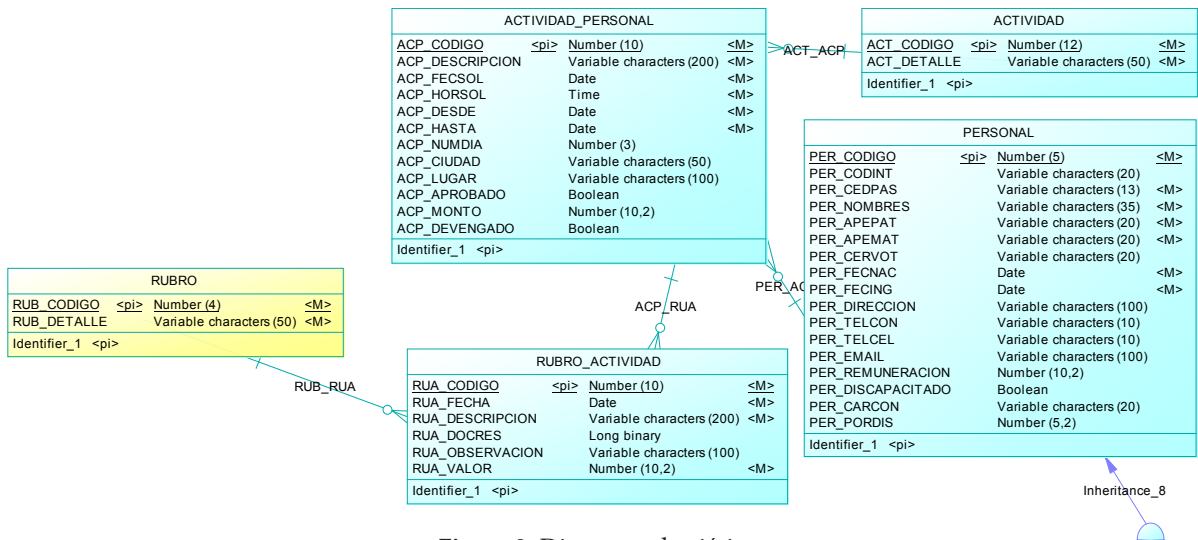 ACTIVIDAD_PERSONAL
ACP_CODIGO <pi> Number (10) <M>
ACP_DESCRIPCION Variable characters (200) <M>
ACP_FECSOL Date <M>
ACP_HORSOL Time <M>
ACP_DESDE Date <M>
ACP_HASTA Date <M>
ACP_NUMDIA Number (3)
ACP_CIUDAD Variable characters (50)
ACP_LUGAR Variable characters (100)
ACP_APROBADO Boolean
ACP_MONTO Number (10,2)
ACP_DEVENGADO Boolean
Identifier_1 <pi>
ACT_ACP
ACTIVIDAD
ACT_CODIGO <pi> Number (12) <M>
ACT_DETALLE Variable characters (50) <M>
Identifier_1 <pi>
PERSONAL
PER_CODIGO <pi> Number (5) <M>
PER_CODINT Variable characters (20)
PER_CEDPAS Variable characters (13) <M>
PER_NOMBRES Variable characters (35) <M>
PER_APEPAT Variable characters (20) <M>
PER_APEMAT Variable characters (20) <M>
PER_CERVOT Variable characters (20)
PER_FECNAC Date <M>
PER_FECING Date <M>
PER_DIRECCION Variable characters (100)
PER_TELCON Variable characters (10)
PER_TELCEL Variable characters (10)
PER_EMAIL Variable characters (100)
PER_REMUNERACION Number (10,2)
PER_DISCAPACITADO Boolean
PER_CARCON Variable characters (20)
PER_PORDIS Number (5,2)
Identifier_1 <pi>
ACP_RUA
RUBRO
RUB_CODIGO <pi> Number (4) <M>
RUB_DETALLE Variable characters (50) <M>
Identifier_1 <pi>
RUB_RUA
RUBRO_ACTIVIDAD
RUA_CODIGO <pi> Number (10) <M>
RUA_FECHA Date <M>
RUA_DESCRIPCION Variable characters (200) <M>
RUA_DOCRES Long binary
RUA_OBSERVACION Variable characters (100)
RUA_VALOR Number (10,2) <M>
Identifier_1 <pi>
Inheritance_8